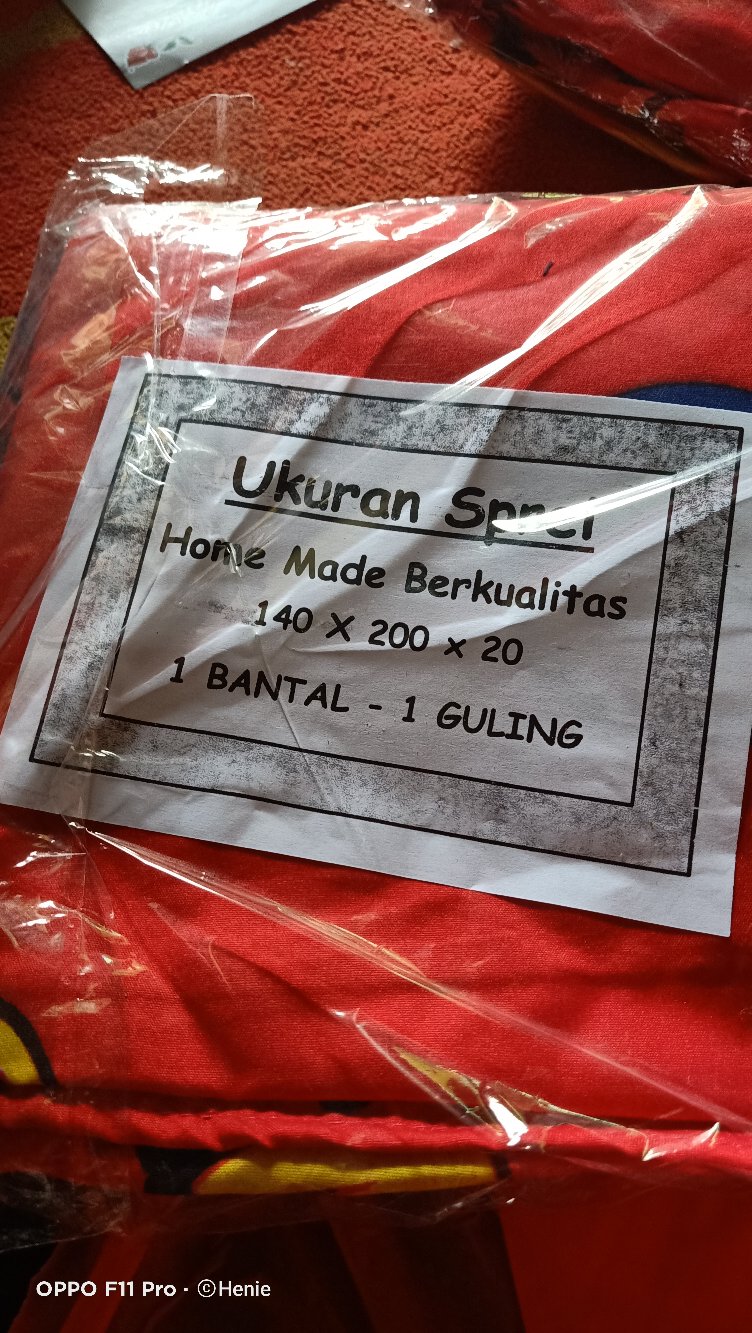 Ukuran Sprei
Home Made Berkualitas
140 X 200 x 20
1 BANTAL - 1 GULING
OPPO F11 Pro · ©Henie